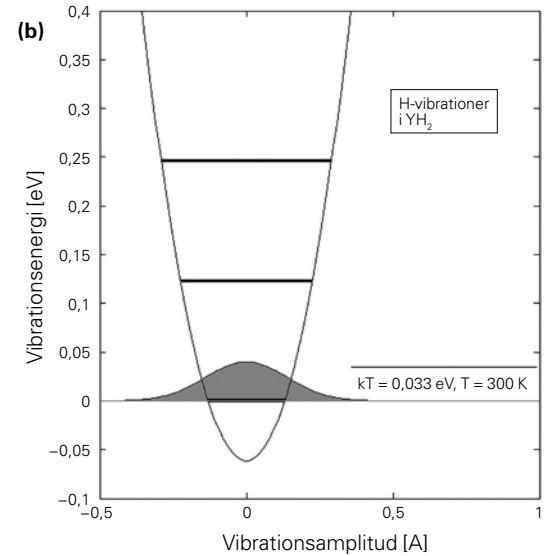 (b)
0,4
0,35
0,3
0,25
0,2
0,15
0,1
0,05
0
−0,05
−0,1
Vibrationsenergi [eV]
H-vibrationer
i YH₂
kT = 0,033 eV, T = 300 K
−0,5
0
0,5
1
Vibrationsamplitud [A]